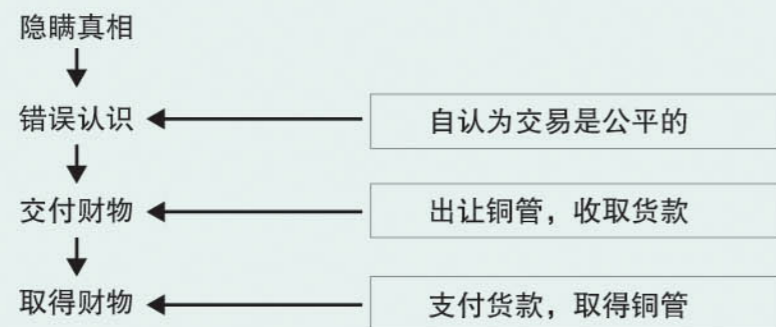 隐瞒真相
错误认识
自认为交易是公平的
交付财物
出让铜管，收取货款
取得财物
支付货款，取得铜管